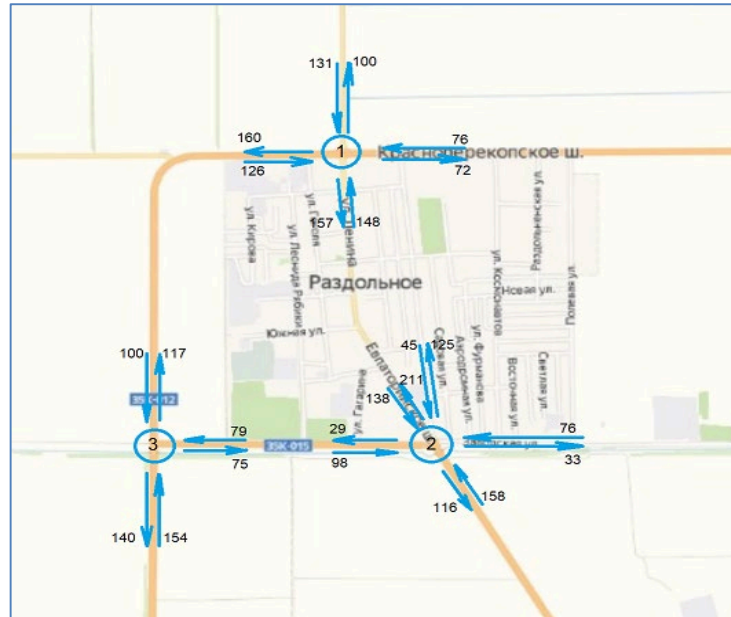 131
100
160
1
76
Красноперекопское ш.
126
72
157
148
ул. Ленина
ул. Гоголя
ул. Кирова
ул. Леонида Рябики
Раздольненская ул.
ул. Космонавтов
Полевая ул.
Раздольное
Новая ул.
Южная ул.
Евпаторийское
45
125
Садовая ул.
Аэродромная ул.
ул. Фурманова
Восточная ул.
Светлая ул.
100
117
211
138
ул. Гагарина
35К-012
79
29
76
3
35К-015
2
75
98
33
116
158
140
154